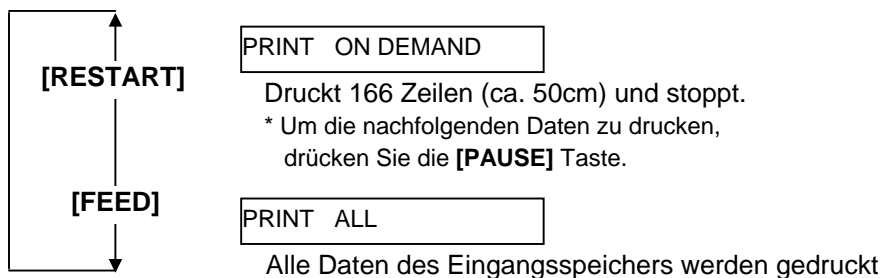 PRINT ON DEMAND
[RESTART]
Druckt 166 Zeilen (ca. 50cm) und stoppt.
* Um die nachfolgenden Daten zu drucken,
drücken Sie die [PAUSE] Taste.
[FEED]
PRINT ALL
Alle Daten des Eingangsspeichers werden gedruckt